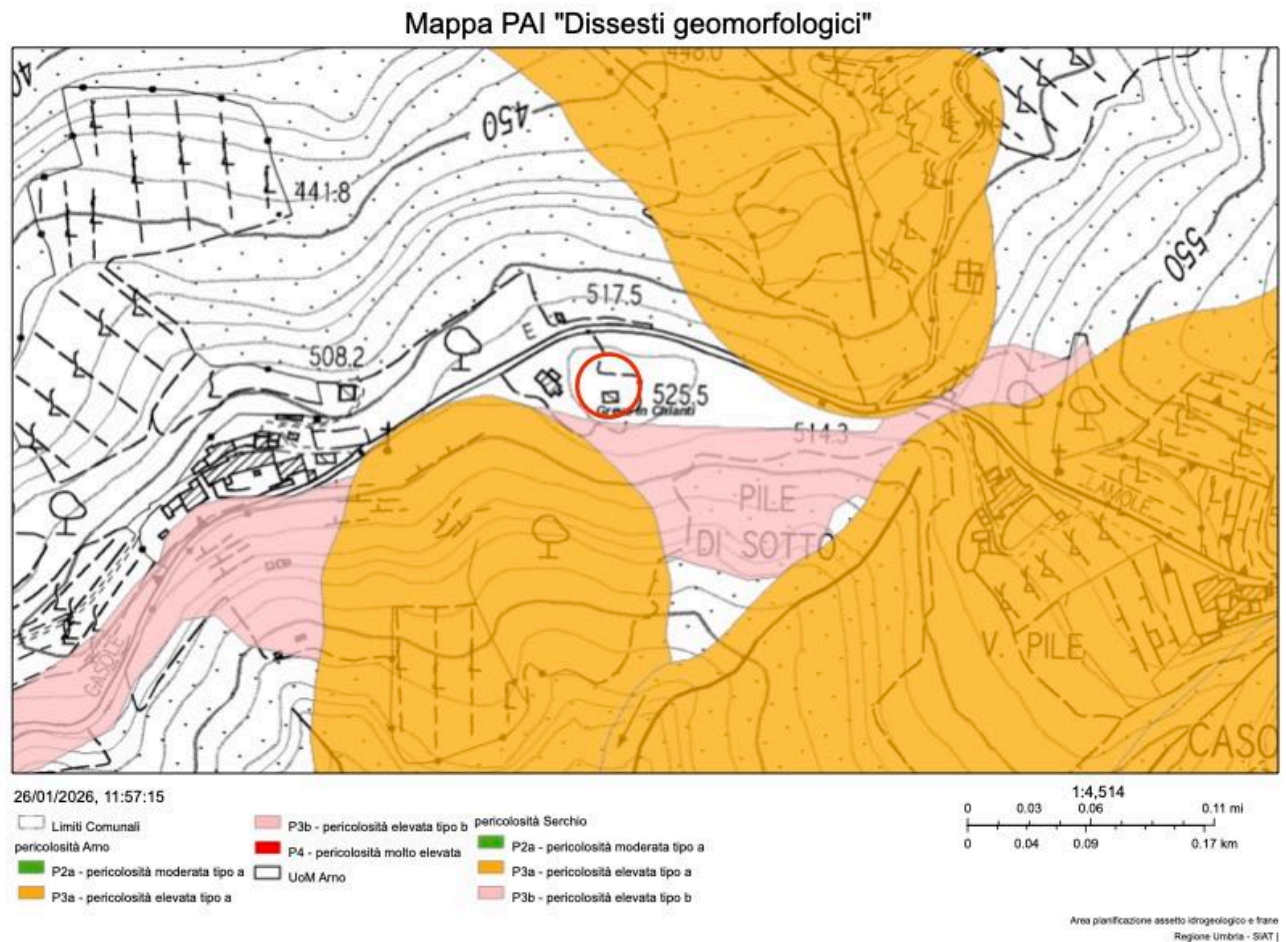 Mappa PAI "Dissesti geomorfologici"
448.0
40
450
441.8
550
517.5
E
508.2
525.5
Greve in Chianti
514.3
PILE
DI SOTTO
LAMOLE
V. PILE
CASOLE
CASO
26/01/2026, 11:57:15
Limiti Comunali
pericolosità Arno
P2a - pericolosità moderata tipo a
P3a - pericolosità elevata tipo a
P3b - pericolosità elevata tipo b
P4 - pericolosità molto elevata
UoM Arno
pericolosità Serchio
P2a - pericolosità moderata tipo a
P3a - pericolosità elevata tipo a
P3b - pericolosità elevata tipo b
1:4,514
0 0.03 0.06 0.11 mi
0 0.04 0.09 0.17 km
Area pianificazione assetto idrogeologico e frane
Regione Umbria - SIAT |